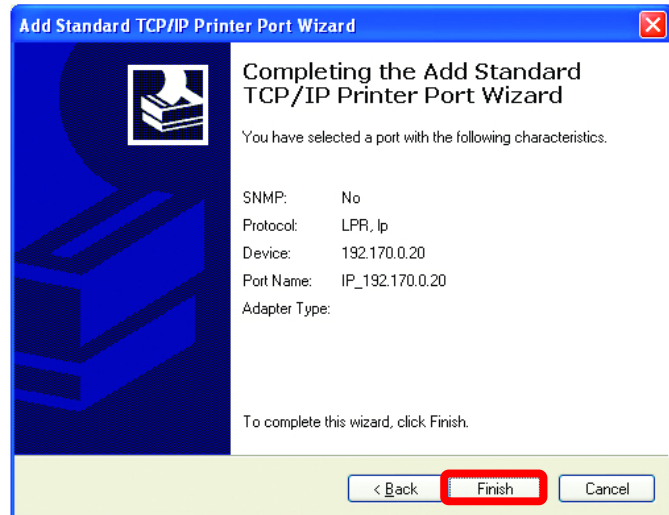 Add Standard TCP/IP Printer Port Wizard
Completing the Add Standard
TCP/IP Printer Port Wizard
You have selected a port with the following characteristics.
SNMP: No
Protocol: LPR, lp
Device: 192.170.0.20
Port Name: IP_192.170.0.20
Adapter Type:
To complete this wizard, click Finish.
< Back Finish Cancel